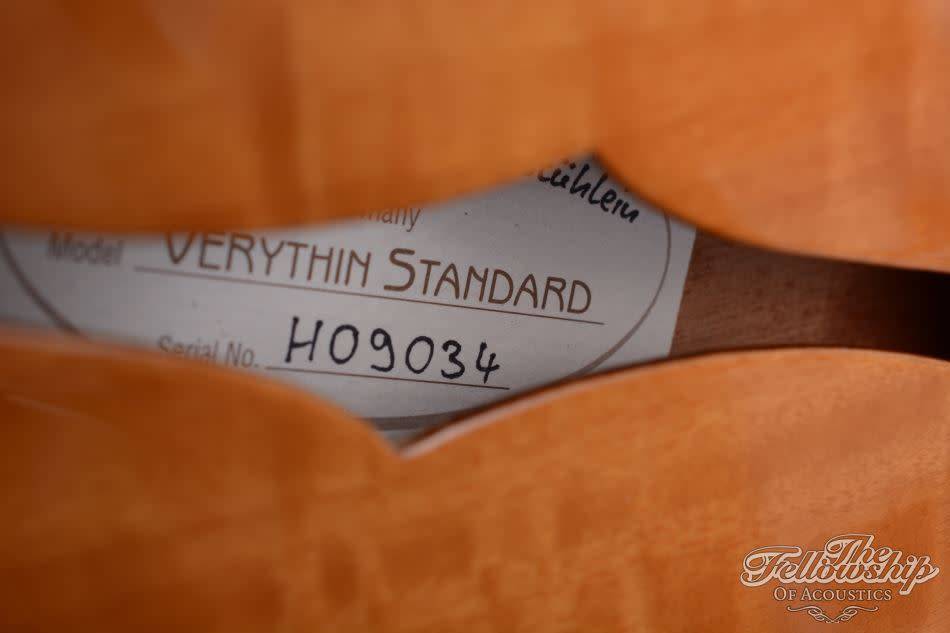 Model VERYTHIN STANDARD
Serial No. H09034
The
Fellowship
OF ACOUSTICS